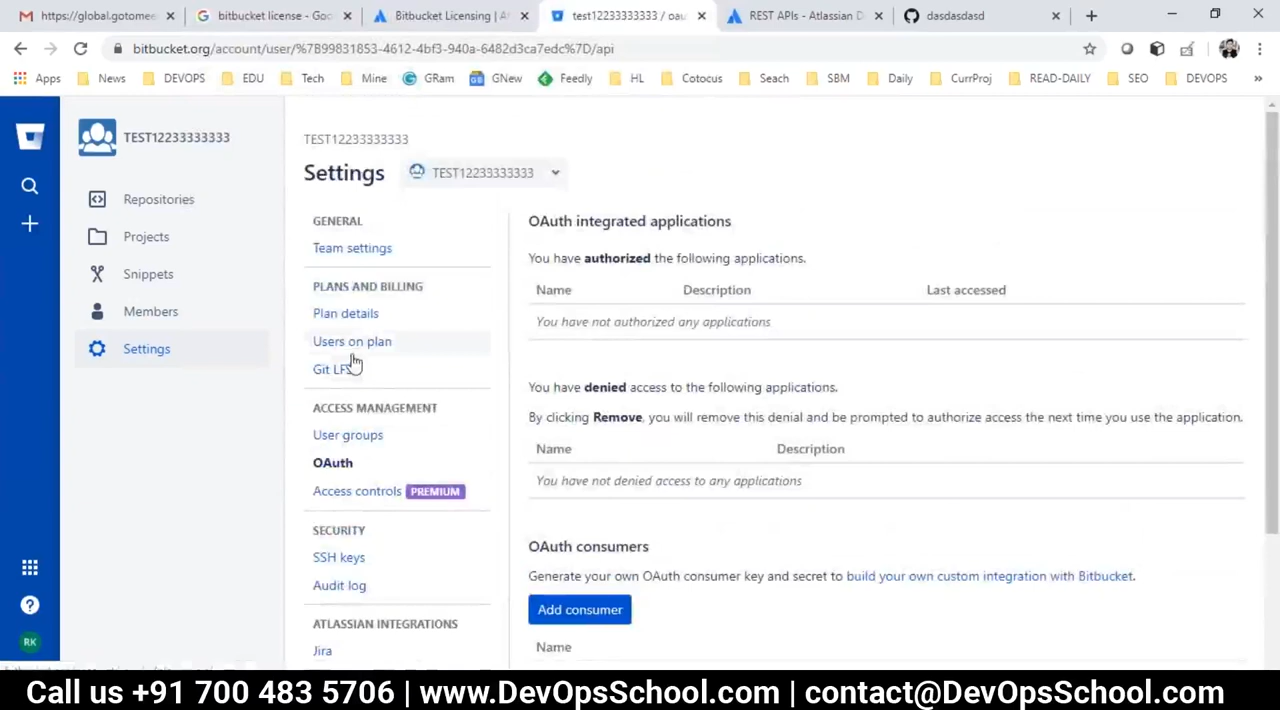 https://global.gotomee
bitbucket license - Goo
Bitbucket Licensing | A
test12233333333 / oau
REST APIs - Atlassian D
dasdasdasd
bitbucket.org/account/user/%7B99831853-4612-4bf3-940a-6482d3ca7edc%7D/api
Apps
News
DEVOPS
EDU
Tech
Mine
GRam
GNew
Feedly
HL
Cotocus
Seach
SBM
Daily
CurrProj
READ-DAILY
SEO
DEVOPS
TEST12233333333
Repositories
Projects
Snippets
Members
Settings
RK
TEST12233333333
Settings
TEST12233333333
GENERAL
Team settings
PLANS AND BILLING
Plan details
Users on plan
Git LFS
ACCESS MANAGEMENT
User groups
OAuth
Access controls PREMIUM
SECURITY
SSH keys
Audit log
ATLASSIAN INTEGRATIONS
Jira
OAuth integrated applications
You have authorized the following applications.
Name Description Last accessed
You have not authorized any applications
You have denied access to the following applications.
By clicking Remove, you will remove this denial and be prompted to authorize access the next time you use the application.
Name Description
You have not denied access to any applications
OAuth consumers
Generate your own OAuth consumer key and secret to build your own custom integration with Bitbucket.
Add consumer
Name
Call us +91 700 483 5706 | www.DevOpsSchool.com | contact@DevOpsSchool.com